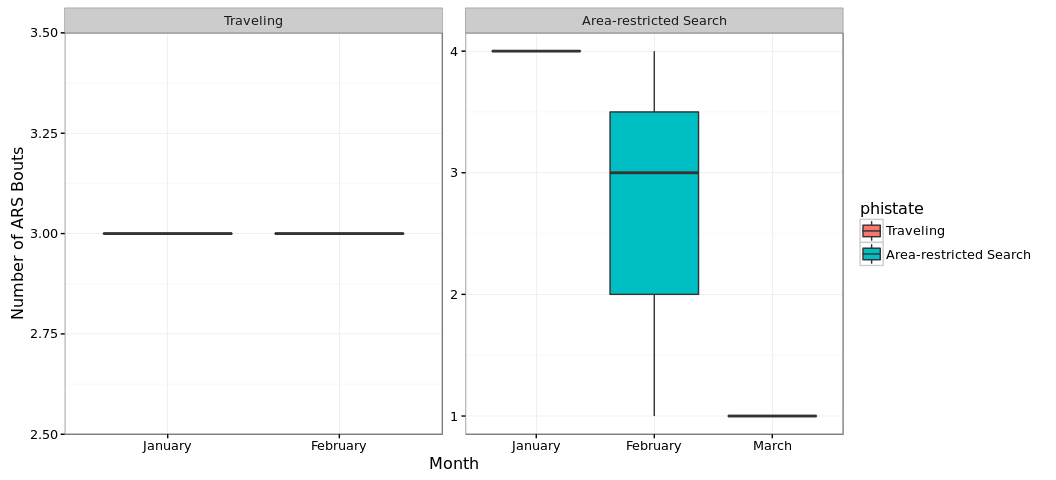 Traveling
Area-restricted Search
Number of ARS Bouts
3.50
3.25
3.00
2.75
2.50
4
3
2
1
January
February
January
February
March
Month
phistate
Traveling
Area-restricted Search